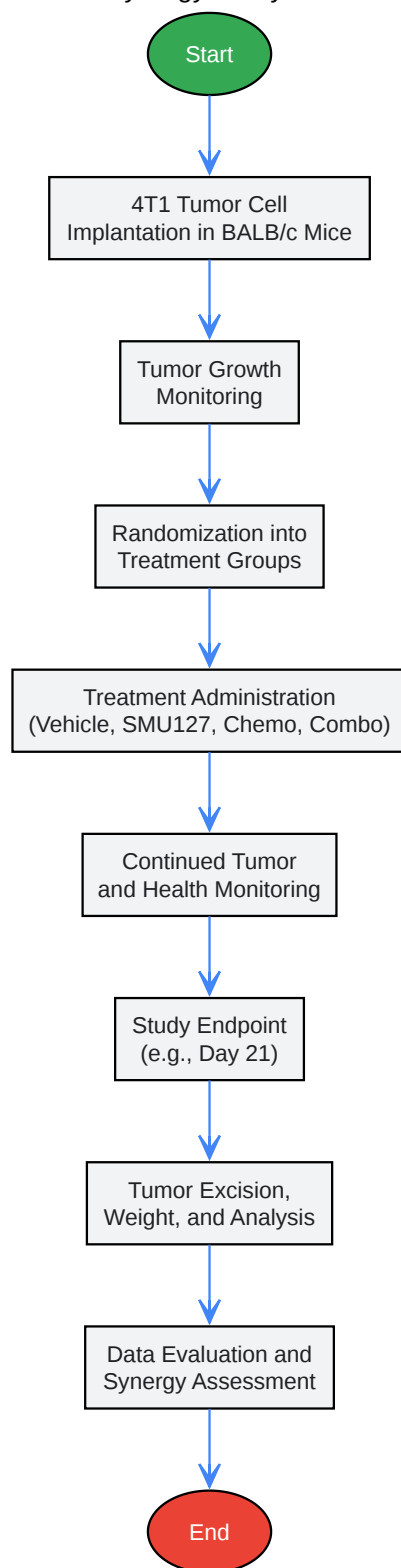 Start
4T1 Tumor Cell
Implantation in BALB/c Mice
Tumor Growth
Monitoring
Randomization into
Treatment Groups
Treatment Administration
(Vehicle, SMU127, Chemo, Combo)
Continued Tumor
and Health Monitoring
Study Endpoint
(e.g., Day 21)
Tumor Excision,
Weight, and Analysis
Data Evaluation and
Synergy Assessment
End